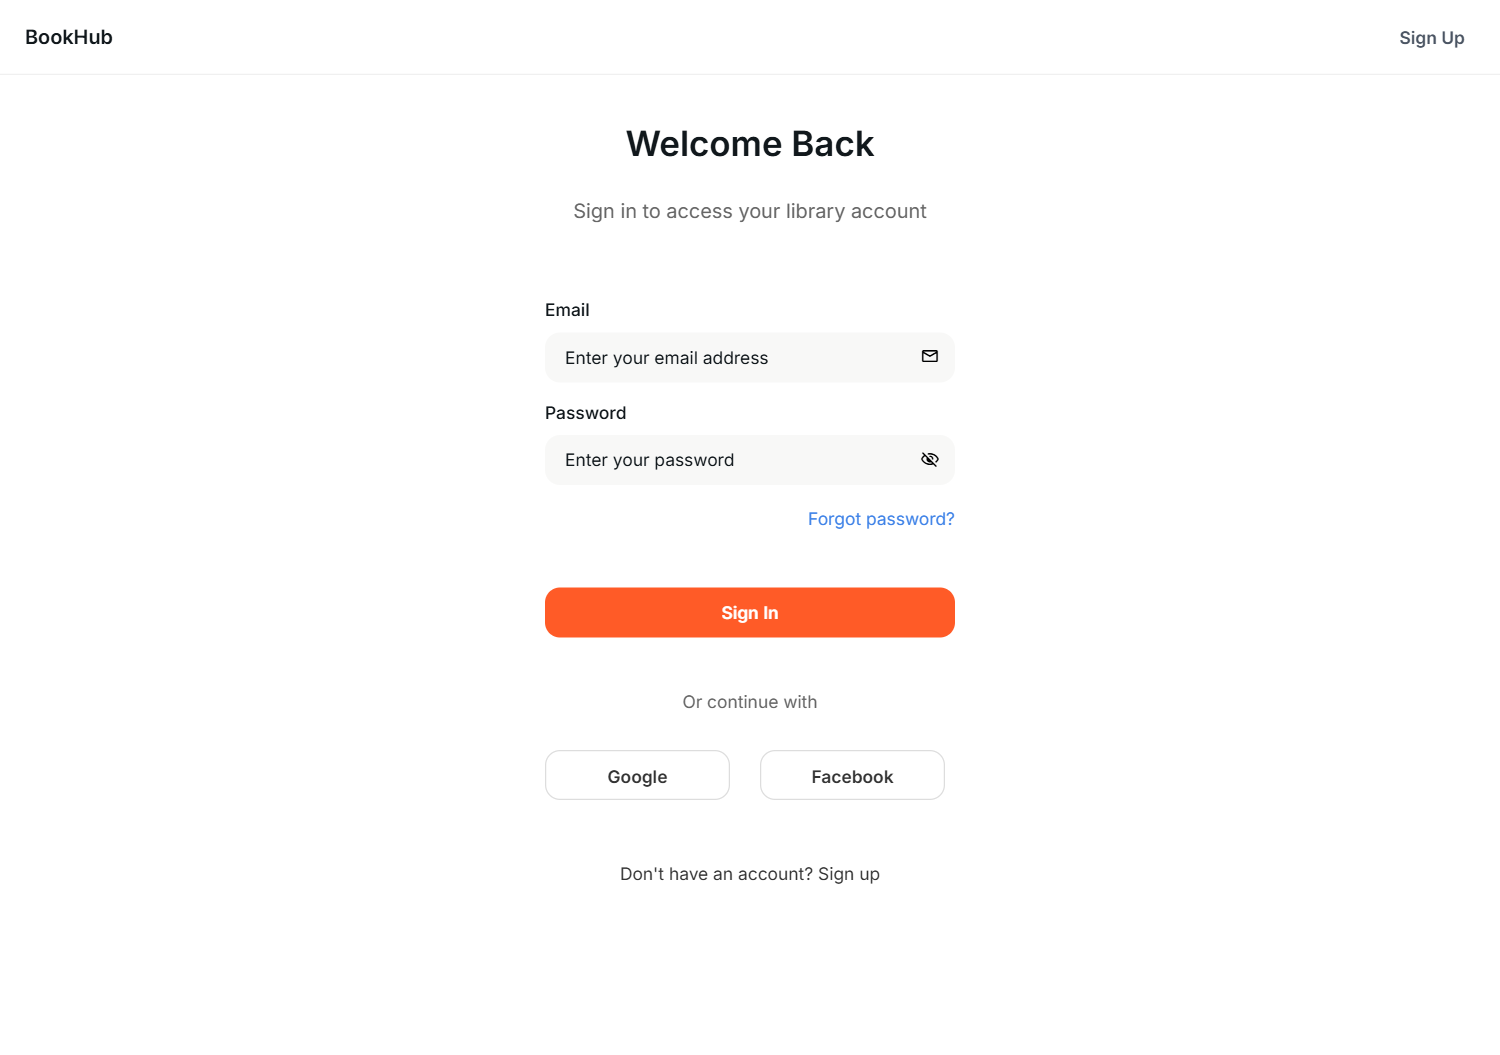 BookHub
Sign Up
Welcome Back
Sign in to access your library account
Email
Enter your email address
Password
Enter your password
Forgot password?
Sign In
Or continue with
Google
Facebook
Don't have an account? Sign up